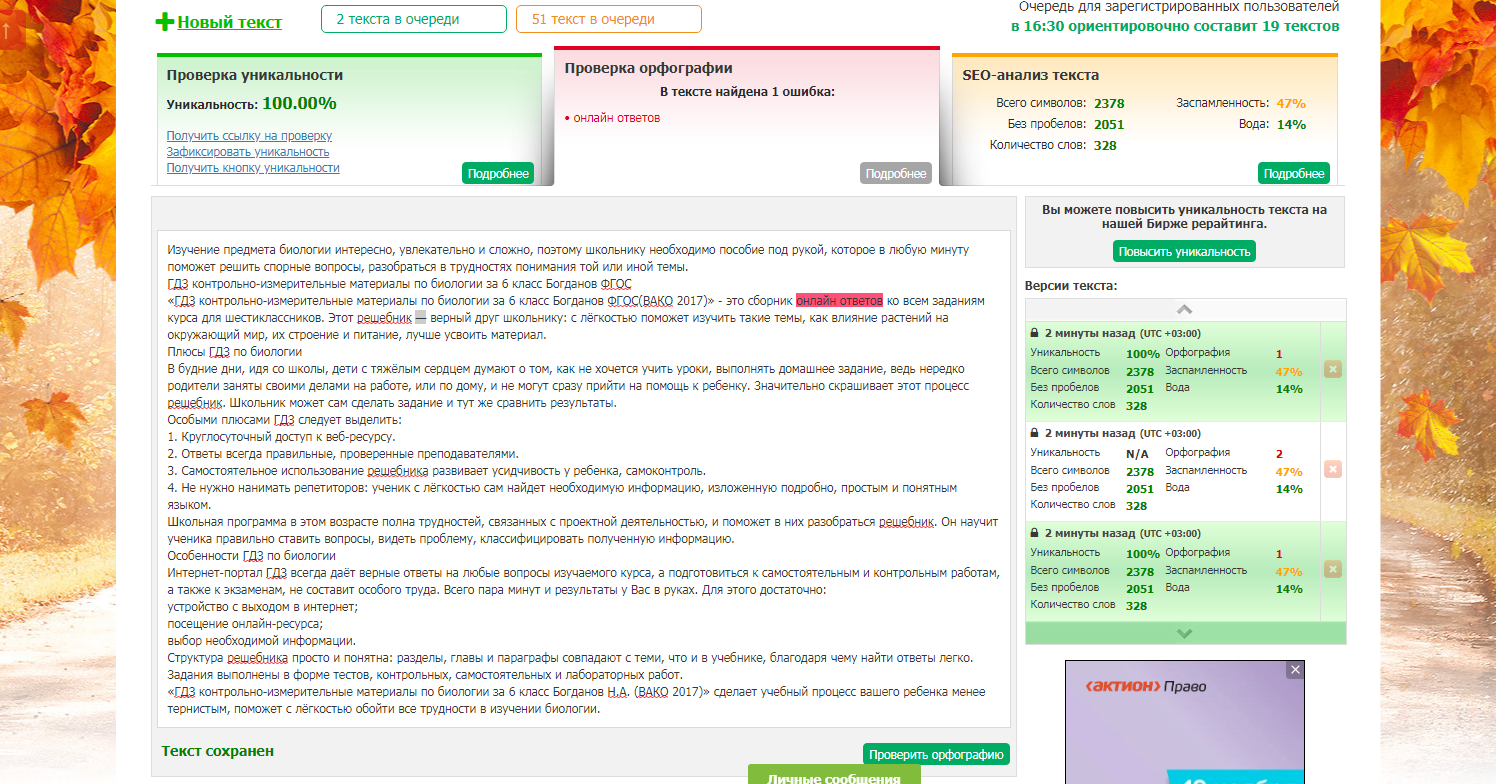 Новый текст
2 текста в очереди
51 текст в очереди
Очередь для зарегистрированных пользователей
в 16:30 ориентировочно составит 19 текстов
Проверка уникальности
Уникальность: 100.00%
Получить ссылку на проверку
Зафиксировать уникальность
Получить кнопку уникальности
Подробнее
Проверка орфографии
В тексте найдена 1 ошибка:
• онлайн ответов
Подробнее
SEO-анализ текста
Всего символов: 2378 Заспамленность: 47%
Без пробелов: 2051 Вода: 14%
Количество слов: 328
Подробнее
Изучение предмета биологии интересно, увлекательно и сложно, поэтому школьнику необходимо пособие под рукой, которое в любую минуту
поможет решить спорные вопросы, разобраться в трудностях понимания той или иной темы.
ГДЗ контрольно-измерительные материалы по биологии за 6 класс Богданов ФГОС
«ГДЗ контрольно-измерительные материалы по биологии за 6 класс Богданов ФГОС(ВАКО 2017)» - это сборник онлайн ответов ко всем заданиям
курса для шестиклассников. Этот решебник — верный друг школьнику: с лёгкостью поможет изучить такие темы, как влияние растений на
окружающий мир, их строение и питание, лучше усвоить материал.
Плюсы ГДЗ по биологии
В будние дни, идя со школы, дети с тяжёлым сердцем думают о том, как не хочется учить уроки, выполнять домашнее задание, ведь нередко
родители заняты своими делами на работе, или по дому, и не могут сразу прийти на помощь к ребенку. Значительно скрашивает этот процесс
решебник. Школьник может сам сделать задание и тут же сравнить результаты.
Особыми плюсами ГДЗ следует выделить:
1. Круглосуточный доступ к веб-ресурсу.
2. Ответы всегда правильные, проверенные преподавателями.
3. Самостоятельное использование решебника развивает усидчивость у ребенка, самоконтроль.
4. Не нужно нанимать репетиторов: ученик с лёгкостью сам найдет необходимую информацию, изложенную подробно, простым и понятным
языком.
Школьная программа в этом возрасте полна трудностей, связанных с проектной деятельностью, и поможет в них разобраться решебник. Он научит
ученика правильно ставить вопросы, видеть проблему, классифицировать полученную информацию.
Особенности ГДЗ по биологии
Интернет-портал ГДЗ всегда даёт верные ответы на любые вопросы изучаемого курса, а подготовиться к самостоятельным и контрольным работам,
а также к экзаменам, не составит особого труда. Всего пара минут и результаты у Вас в руках. Для этого достаточно:
устройство с выходом в интернет;
посещение онлайн-ресурса;
выбор необходимой информации.
Структура решебника просто и понятна: разделы, главы и параграфы совпадают с теми, что и в учебнике, благодаря чему найти ответы легко.
Задания выполнены в форме тестов, контрольных, самостоятельных и лабораторных работ.
«ГДЗ контрольно-измерительные материалы по биологии за 6 класс Богданов Н.А. (ВАКО 2017)» сделает учебный процесс вашего ребенка менее
тернистым, поможет с лёгкостью обойти все трудности в изучении биологии.
Текст сохранен
Проверить орфографию
Личные сообщения
Вы можете повысить уникальность текста на
нашей Бирже рерайтинга.
Повысить уникальность
Версии текста:
2 минуты назад (UTC +03:00)
Уникальность 100% Орфография 1
Всего символов 2378 Заспамленность 47%
Без пробелов 2051 Вода 14%
Количество слов 328
2 минуты назад (UTC +03:00)
Уникальность N/A Орфография 2
Всего символов 2378 Заспамленность 47%
Без пробелов 2051 Вода 14%
Количество слов 328
2 минуты назад (UTC +03:00)
Уникальность 100% Орфография 1
Всего символов 2378 Заспамленность 47%
Без пробелов 2051 Вода 14%
Количество слов 328
‹АКТИОН› Право